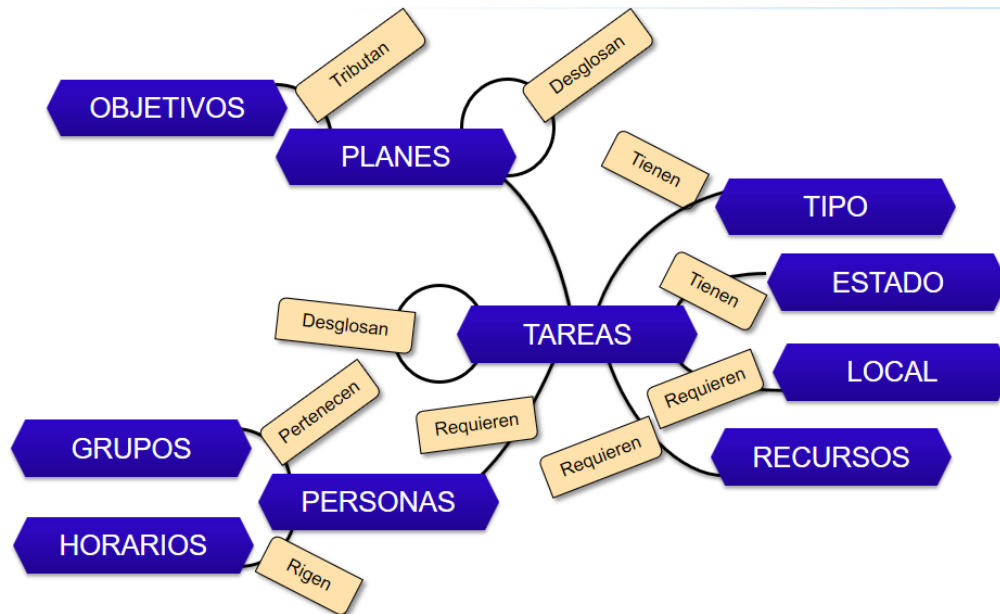 Tributan
Desglosan
OBJETIVOS
PLANES
Tienen
TIPO
Tienen
ESTADO
Desglosan
TAREAS
Requieren
LOCAL
Pertenecen
Requieren
GRUPOS
Requieren
RECURSOS
PERSONAS
HORARIOS
Rigen